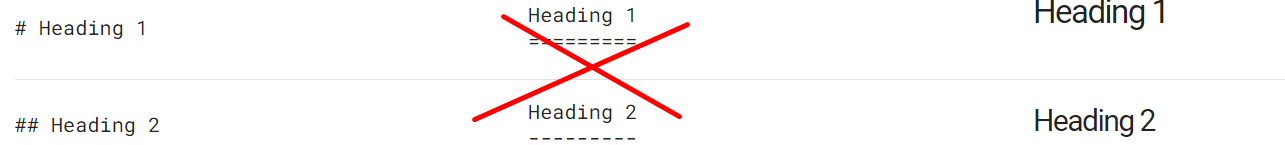 # Heading 1
Heading 1
=========
Heading 1
## Heading 2
Heading 2
---------
Heading 2